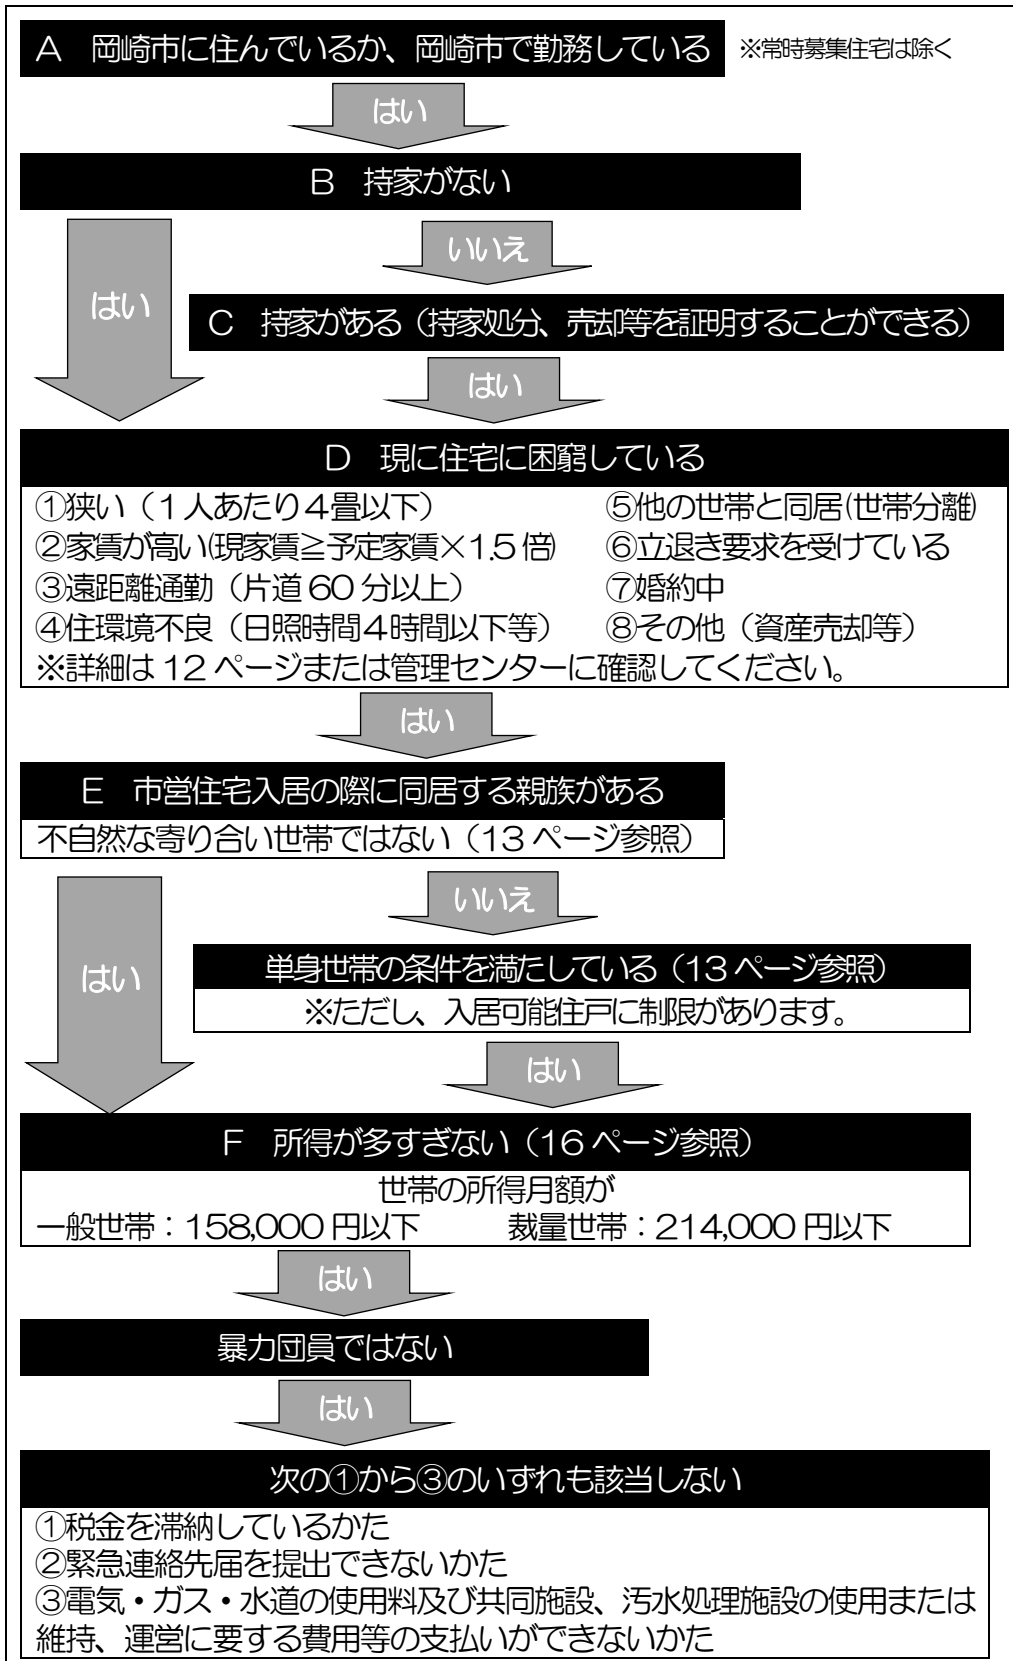 A　岡崎市に住んでいるか、岡崎市で勤務している
※常時募集住宅は除く
はい
B　持家がない
いいえ
はい
C　持家がある（持家処分、売却等を証明することができる）
はい
D　現に住宅に困窮している
①狭い（１人あたり４畳以下）
⑤他の世帯と同居(世帯分離)
②家賃が高い(現家賃≧予定家賃×1.5倍)
⑥立退き要求を受けている
③遠距離通勤（片道60分以上）
⑦婚約中
④住環境不良（日照時間４時間以下等）
⑧その他（資産売却等）
※詳細は12ページまたは管理センターに確認してください。
はい
E　市営住宅入居の際に同居する親族がある
不自然な寄り合い世帯ではない（13ページ参照）
いいえ
はい
単身世帯の条件を満たしている（13ページ参照）
※ただし、入居可能住戸に制限があります。
はい
F　所得が多すぎない（16ページ参照）
世帯の所得月額が
一般世帯：158,000円以下
裁量世帯：214,000円以下
はい
暴力団員ではない
はい
次の①から③のいずれも該当しない
①税金を滞納しているかた
②緊急連絡先届を提出できないかた
③電気・ガス・水道の使用料及び共同施設、汚水処理施設の使用または
維持、運営に要する費用等の支払いができないかた